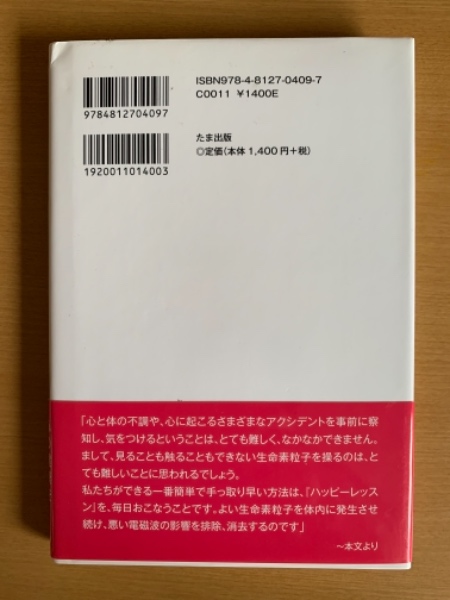 ISBN978-4-8127-0409-7
C0011 ¥1400E
9784812704097
たま出版
◎定価(本体 1,400円+税)
1920011014003
「心と体の不調や、心に起こるさまざまなアクシデントを事前に察
知し、気をつけるということは、とても難しく、なかなかできません。
まして、見ることも触ることもできない生命素粒子を操るのは、と
ても難しいことに思われるでしょう。
私たちができる一番簡単で手っ取り早い方法は、「ハッピーレッス
ン」を、毎日おこなうことです。よい生命素粒子を体内に発生させ
続け、悪い電磁波の影響を排除、消去するのです」
〜本文より